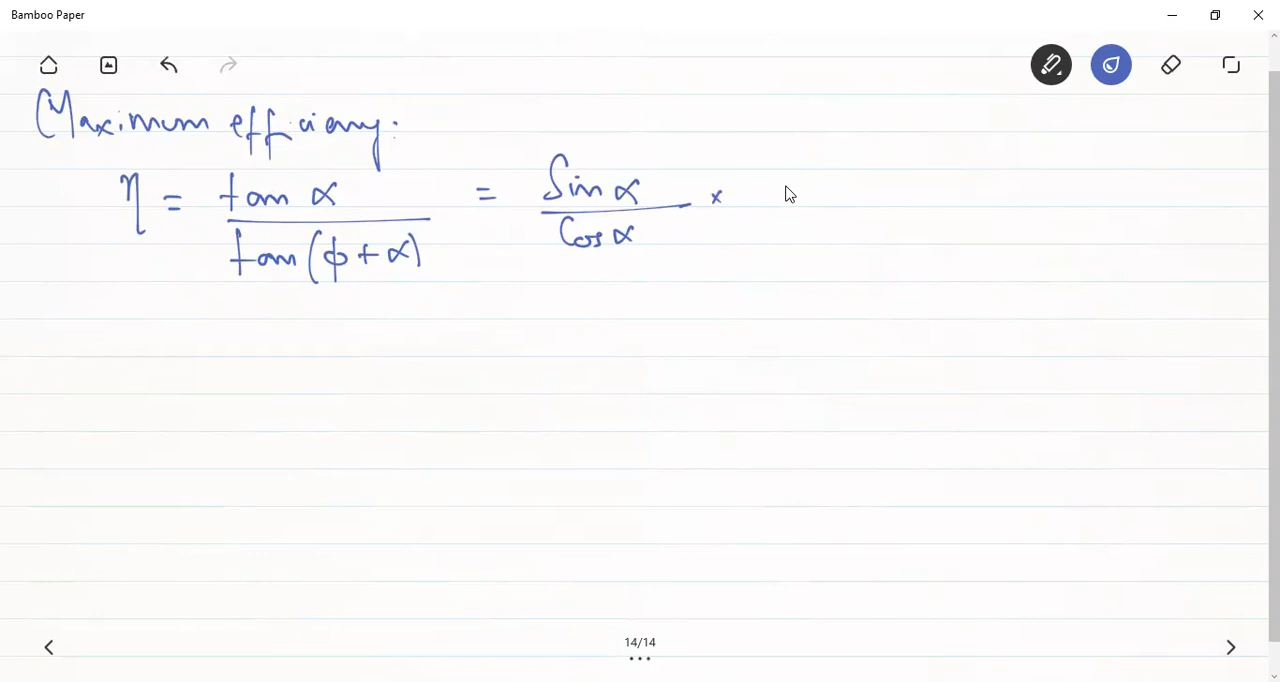 Bamboo Paper
Maximum efficiency:
η = tan α / tan(φ + α) = Sin α / Cos α ×
14/14